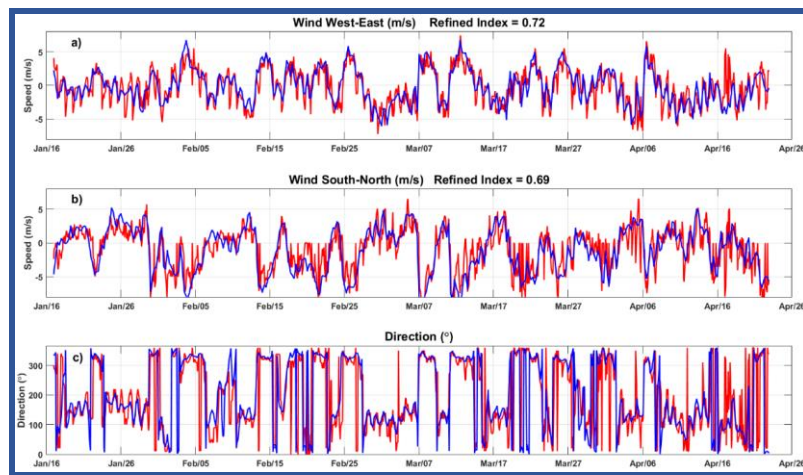 Wind West-East (m/s) Refined Index = 0.72
a)
Speed (m/s)
5
0
-5
Jan/16 Jan/26 Feb/05 Feb/15 Feb/25 Mar/07 Mar/17 Mar/27 Apr/06 Apr/16 Apr/26
Wind South-North (m/s) Refined Index = 0.69
b)
Speed (m/s)
5
0
-5
Jan/16 Jan/26 Feb/05 Feb/15 Feb/25 Mar/07 Mar/17 Mar/27 Apr/06 Apr/16 Apr/26
Direction (°)
c)
Direction (°)
300
200
100
0
Jan/16 Jan/26 Feb/05 Feb/15 Feb/25 Mar/07 Mar/17 Mar/27 Apr/06 Apr/16 Apr/26